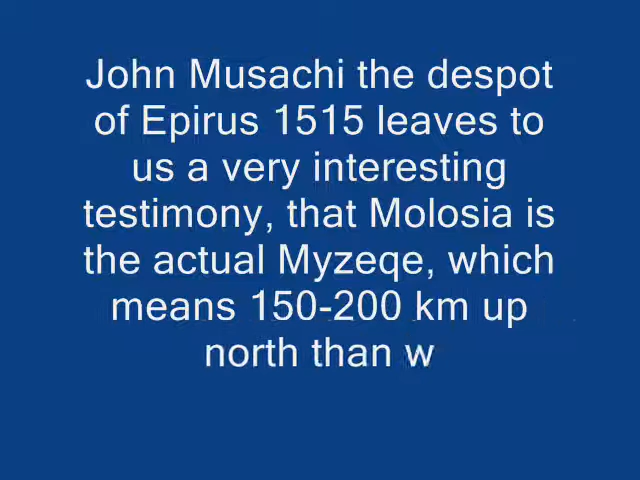 John Musachi the despot
of Epirus 1515 leaves to
us a very interesting
testimony, that Molosia is
the actual Myzeqe, which
means 150-200 km up
north than w